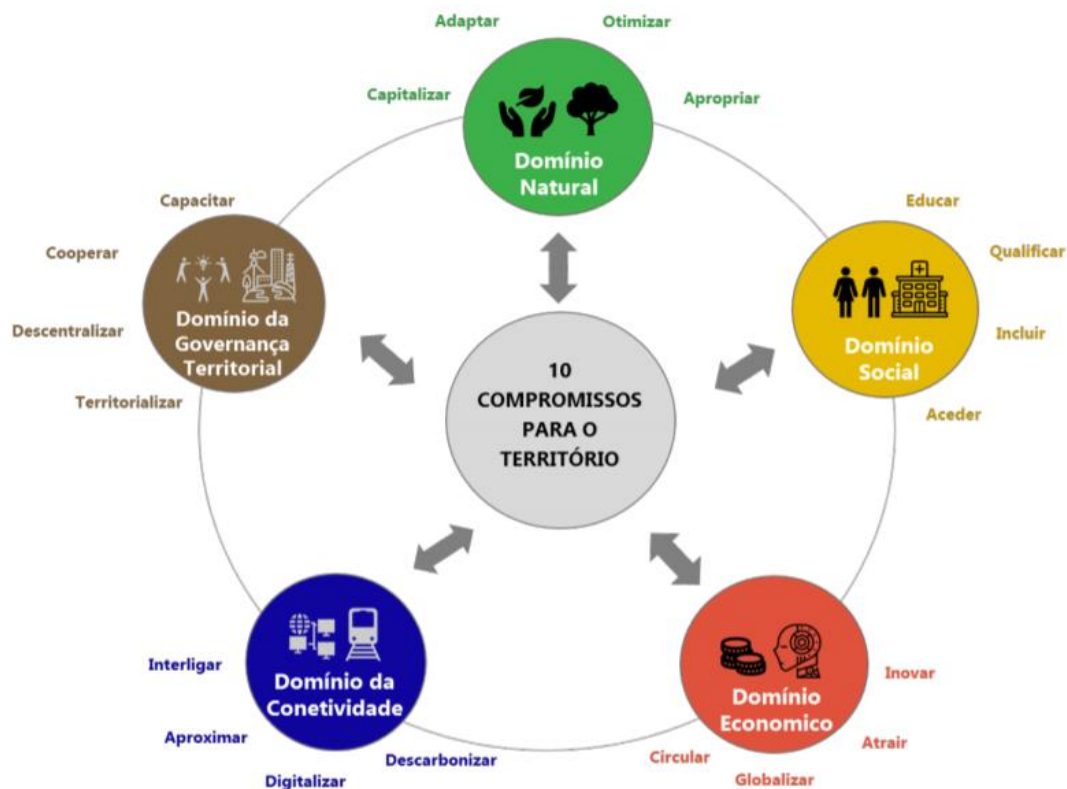 Adaptar
Otimizar
Capitalizar
Apropriar
Domínio
Natural
Capacitar
Cooperar
Descentralizar
Territorializar
Domínio da
Governança
Territorial
Educar
Qualificar
Incluir
Aceder
Domínio
Social
10
COMPROMISSOS
PARA O
TERRITÓRIO
Interligar
Aproximar
Digitalizar
Descarbonizar
Domínio da
Conetividade
Inovar
Atrair
Globalizar
Circular
Domínio
Economico